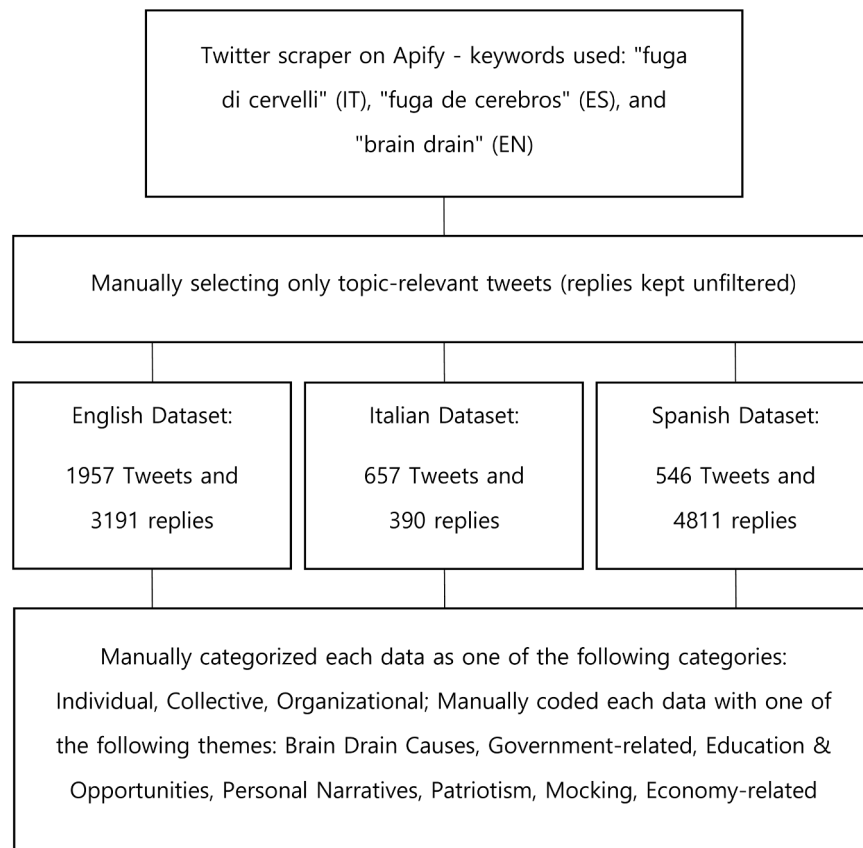 Twitter scraper on Apify - keywords used: "fuga
di cervelli" (IT), "fuga de cerebros" (ES), and
"brain drain" (EN)
Manually selecting only topic-relevant tweets (replies kept unfiltered)
English Dataset:
1957 Tweets and
3191 replies
Italian Dataset:
657 Tweets and
390 replies
Spanish Dataset:
546 Tweets and
4811 replies
Manually categorized each data as one of the following categories:
Individual, Collective, Organizational; Manually coded each data with one of
the following themes: Brain Drain Causes, Government-related, Education &
Opportunities, Personal Narratives, Patriotism, Mocking, Economy-related